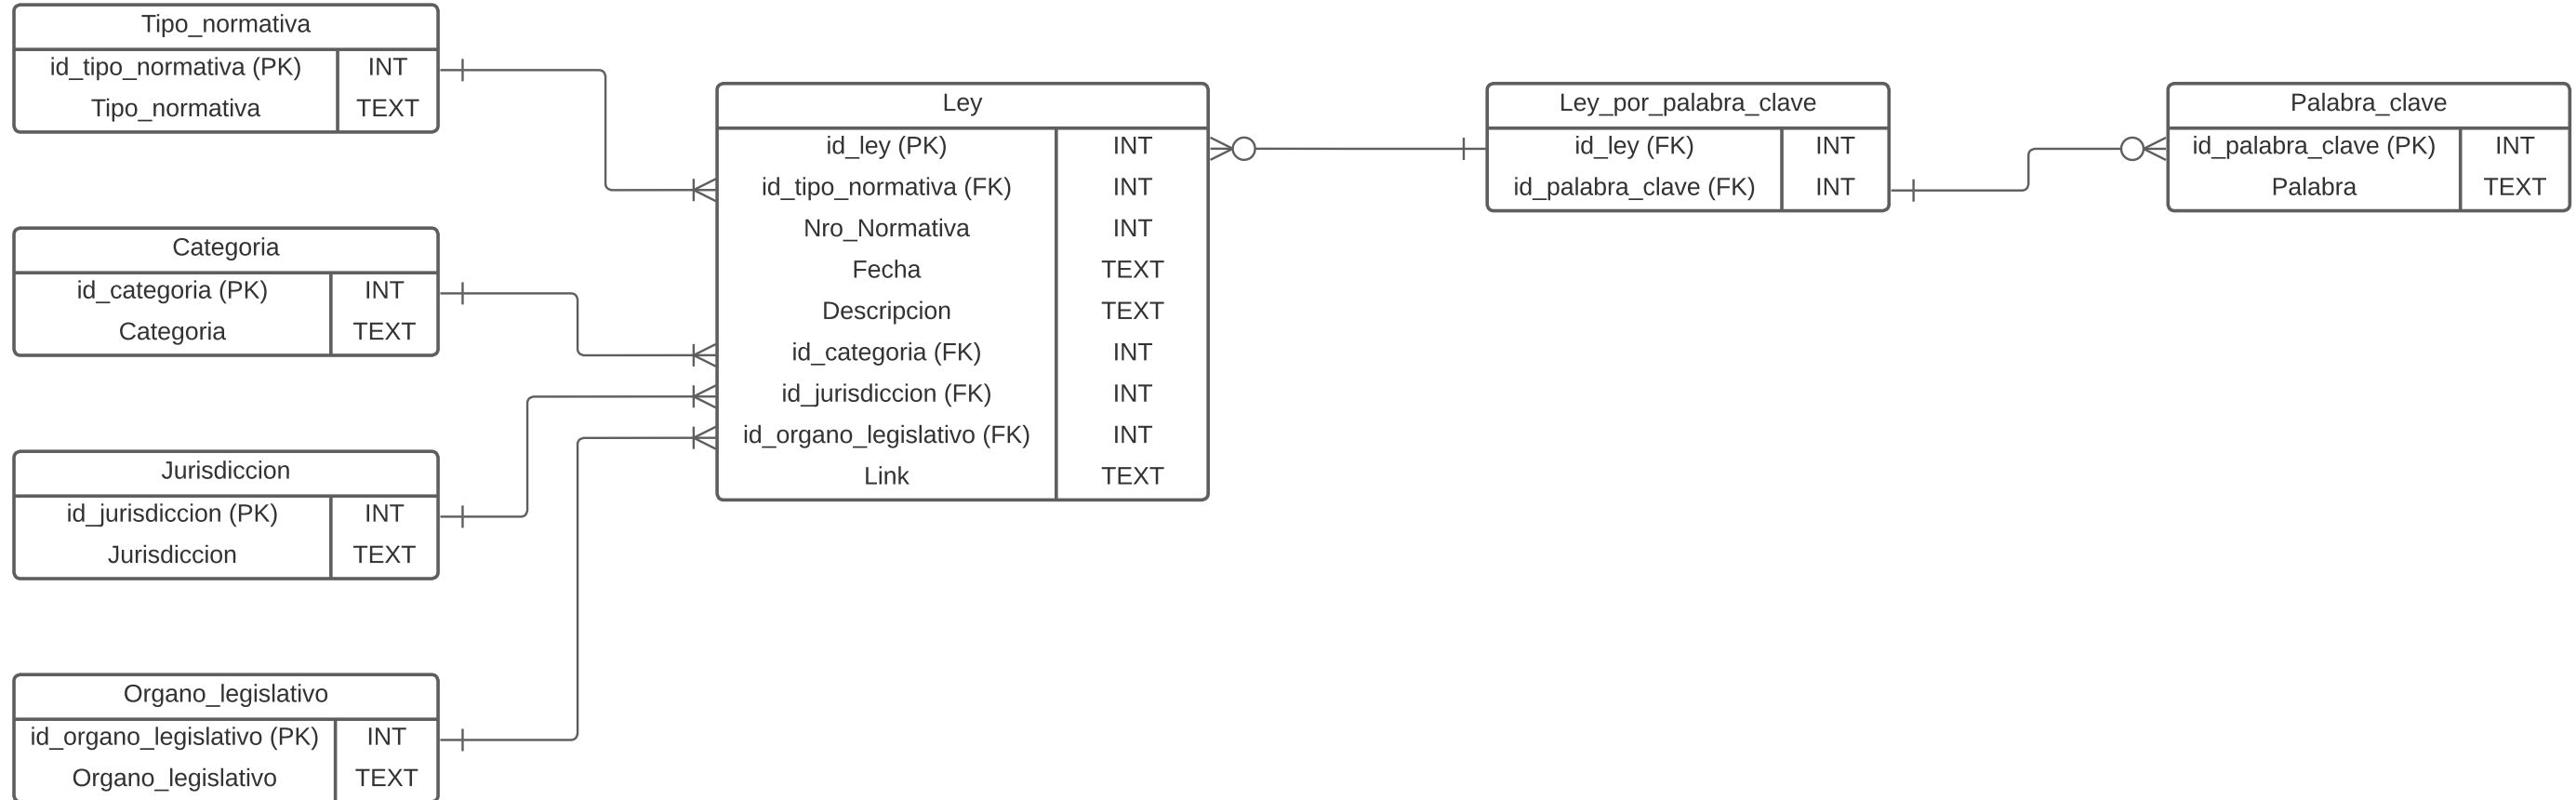 Tipo_normativa
id_tipo_normativa (PK) INT
Tipo_normativa TEXT
Categoria
id_categoria (PK) INT
Categoria TEXT
Jurisdiccion
id_jurisdiccion (PK) INT
Jurisdiccion TEXT
Organo_legislativo
id_organo_legislativo (PK) INT
Organo_legislativo TEXT
Ley
id_ley (PK) INT
id_tipo_normativa (FK) INT
Nro_Normativa INT
Fecha TEXT
Descripcion TEXT
id_categoria (FK) INT
id_jurisdiccion (FK) INT
id_organo_legislativo (FK) INT
Link TEXT
Ley_por_palabra_clave
id_ley (FK) INT
id_palabra_clave (FK) INT
Palabra_clave
id_palabra_clave (PK) INT
Palabra TEXT